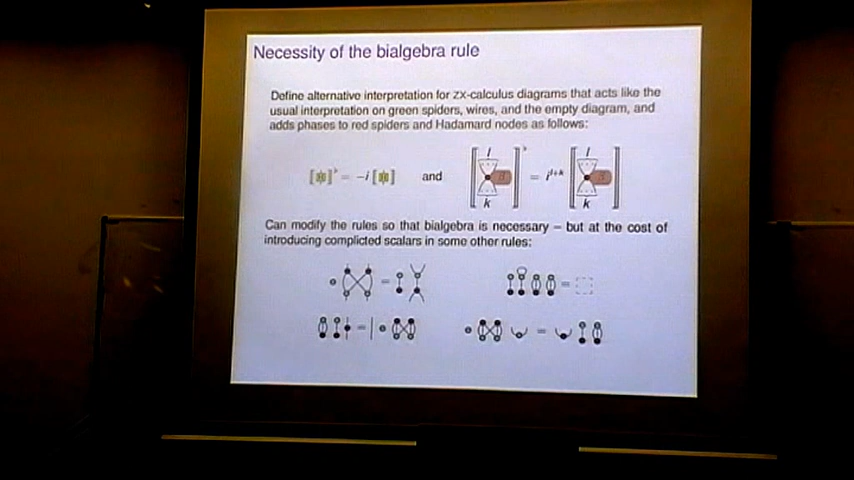 Necessity of the bialgebra rule
Define alternative interpretation for ZX-calculus diagrams that acts like the
usual interpretation on green spiders, wires, and the empty diagram, and
adds phases to red spiders and Hadamard nodes as follows:
= -i and = i^{l+k}
l l
k k
Can modify the rules so that bialgebra is necessary – but at the cost of
introducing complicted scalars in some other rules:
= =
= =